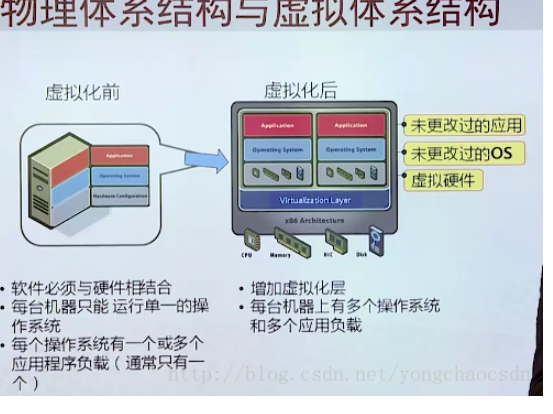 物理体系结构与虚拟体系结构
虚拟化前
虚拟化后
Application
Operating System
Hardware Configuration
Application
Application
Operating System
Operating System
Virtualization Layer
x86 Architecture
CPU
Memory
NIC
Disk
未更改过的应用
未更改过的OS
虚拟硬件
• 软件必须与硬件相结合
• 每台机器只能 运行单一的操
作系统
• 每个操作系统有一个或多个
应用程序负载（通常只有一
个）
• 增加虚拟化层
• 每台机器上有多个操作系统
和多个应用负载
http://blog.csdn.net/yongchaocsdn